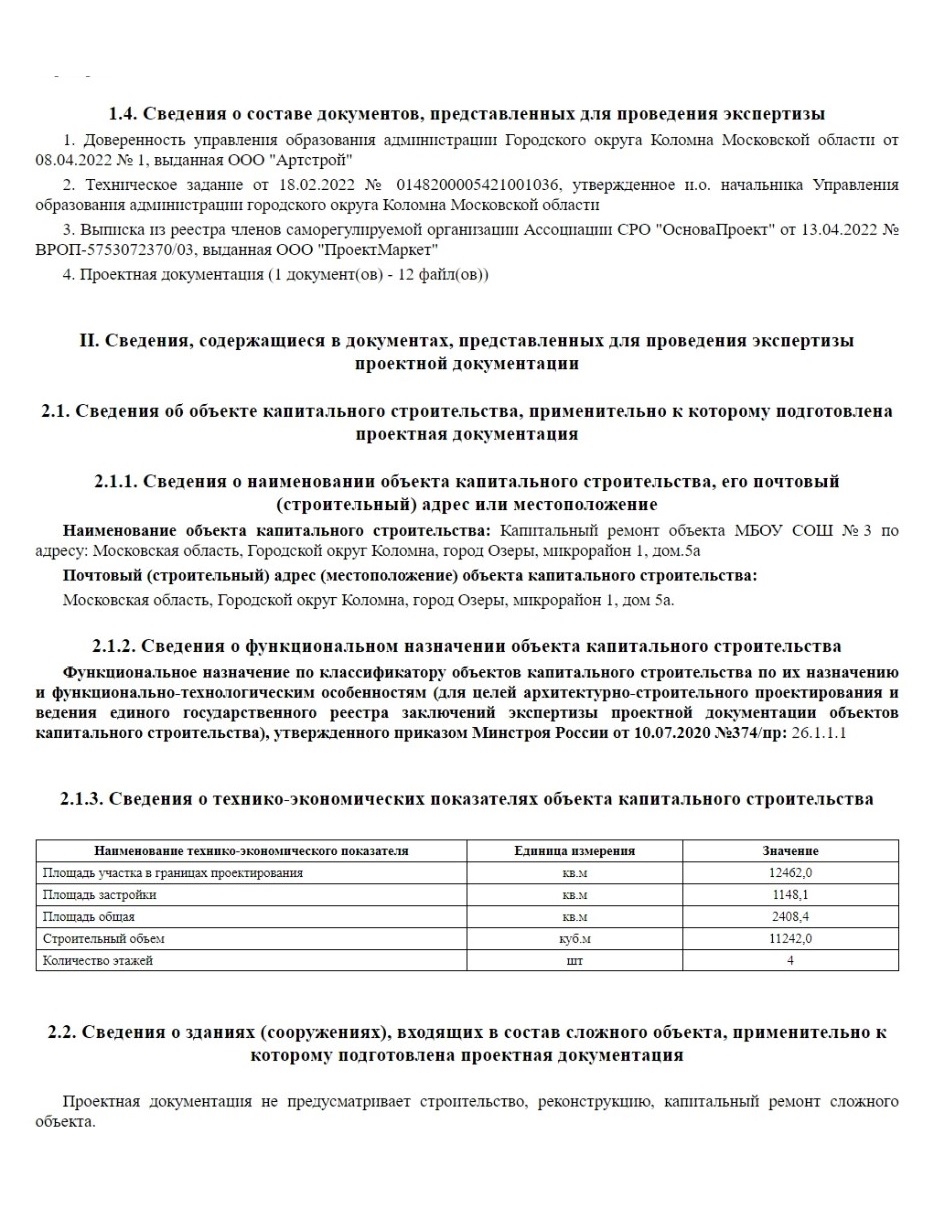 1.4. Сведения о составе документов, представленных для проведения экспертизы
1. Доверенность управления образования администрации Городского округа Коломна Московской области от
08.04.2022 № 1, выданная ООО "Артстрой"
2. Техническое задание от 18.02.2022 № 0148200005421001036, утвержденное и.о. начальника Управления
образования администрации городского округа Коломна Московской области
3. Выписка из реестра членов саморегулируемой организации Ассоциации СРО "ОсноваПроект" от 13.04.2022 №
ВРОП-5753072370/03, выданная ООО "ПроектМаркет"
4. Проектная документация (1 документ(ов) - 12 файл(ов))
II. Сведения, содержащиеся в документах, представленных для проведения экспертизы
проектной документации
2.1. Сведения об объекте капитального строительства, применительно к которому подготовлена
проектная документация
2.1.1. Сведения о наименовании объекта капитального строительства, его почтовый
(строительный) адрес или местоположение
Наименование объекта капитального строительства: Капитальный ремонт объекта МБОУ СОШ № 3 по
адресу: Московская область, Городской округ Коломна, город Озеры, микрорайон 1, дом.5а
Почтовый (строительный) адрес (местоположение) объекта капитального строительства:
Московская область, Городской округ Коломна, город Озеры, микрорайон 1, дом 5а.
2.1.2. Сведения о функциональном назначении объекта капитального строительства
Функциональное назначение по классификатору объектов капитального строительства по их назначению
и функционально-технологическим особенностям (для целей архитектурно-строительного проектирования и
ведения единого государственного реестра заключений экспертизы проектной документации объектов
капитального строительства), утвержденного приказом Минстроя России от 10.07.2020 №374/пр: 26.1.1.1
2.1.3. Сведения о технико-экономических показателях объекта капитального строительства
Наименование технико-экономического показателя Единица измерения Значение
Площадь участка в границах проектирования кв.м 12462,0
Площадь застройки кв.м 1148,1
Площадь общая кв.м 2408,4
Строительный объем куб.м 11242,0
Количество этажей шт 4
2.2. Сведения о зданиях (сооружениях), входящих в состав сложного объекта, применительно к
которому подготовлена проектная документация
Проектная документация не предусматривает строительство, реконструкцию, капитальный ремонт сложного
объекта.